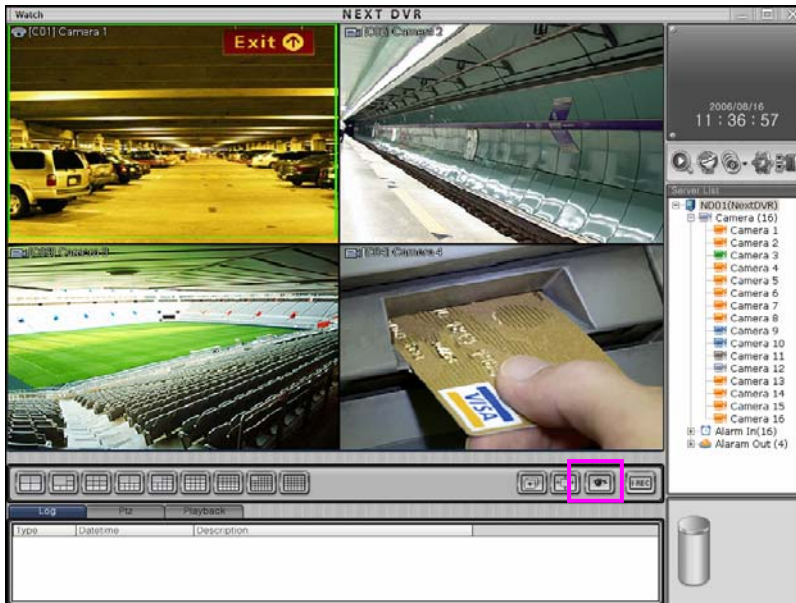 Watch
NEXT DVR
[C01] Camera 1
Exit
Camera 2
2006/08/16
11 : 36 : 57
Server List
ND01(NextDVR)
Camera (16)
Camera 1
Camera 2
Camera 3
Camera 4
Camera 5
Camera 6
Camera 7
Camera 8
Camera 9
Camera 10
Camera 11
Camera 12
Camera 13
Camera 14
Camera 15
Camera 16
Alarm In(16)
Alaram Out (4)
Camera 3
[C04] Camera 4
VISA
REC
Log
Ptz
Playback
Type
Datetime
Description